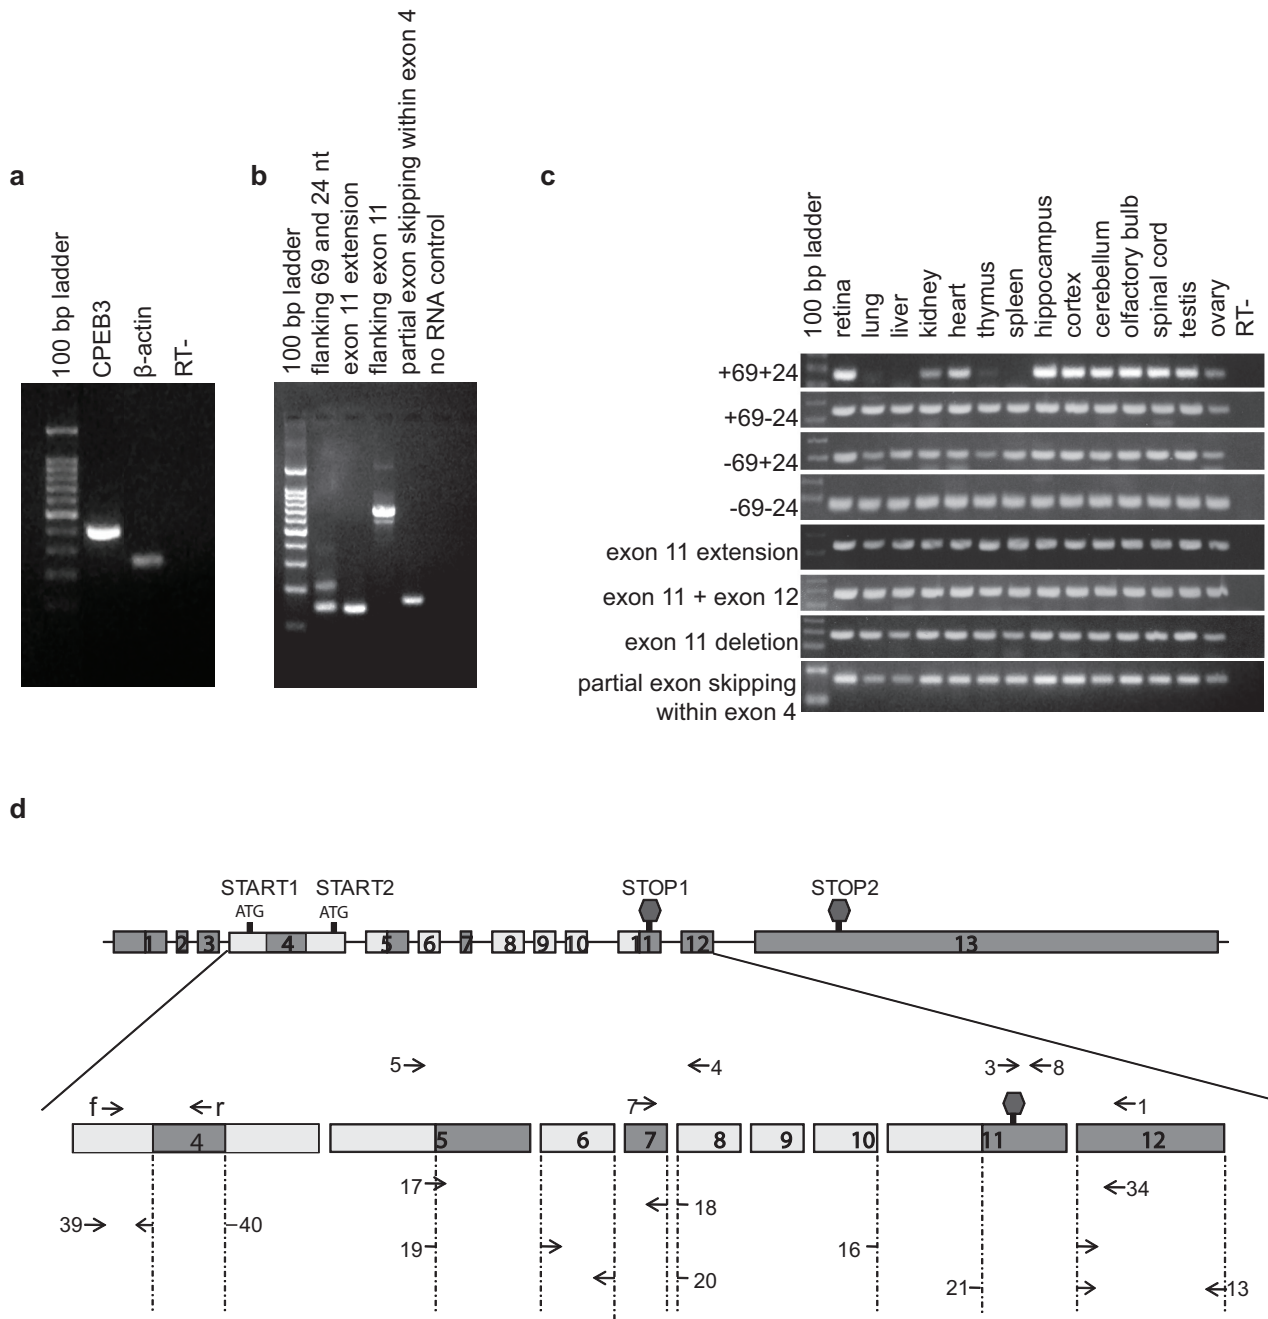 a
100 bp ladder
CPEB3
β-actin
RT-
b
100 bp ladder
flanking 69 and 24 nt
exon 11 extension
flanking exon 11
partial exon skipping within exon 4
no RNA control
c
100 bp ladder
retina
lung
liver
kidney
heart
thymus
spleen
hippocampus
cortex
cerebellum
olfactory bulb
spinal cord
testis
ovary
RT-
+69+24
+69-24
-69+24
-69-24
exon 11 extension
exon 11 + exon 12
exon 11 deletion
partial exon skipping
within exon 4
d
START1 START2 STOP1 STOP2
ATG ATG
1 2 3 4 5 6 7 8 9 10 11 12 13
5 4 3 8
f r 7 1
4 5 6 7 8 9 10 11 12
17 34
39 40 18
19 16
20 21 13